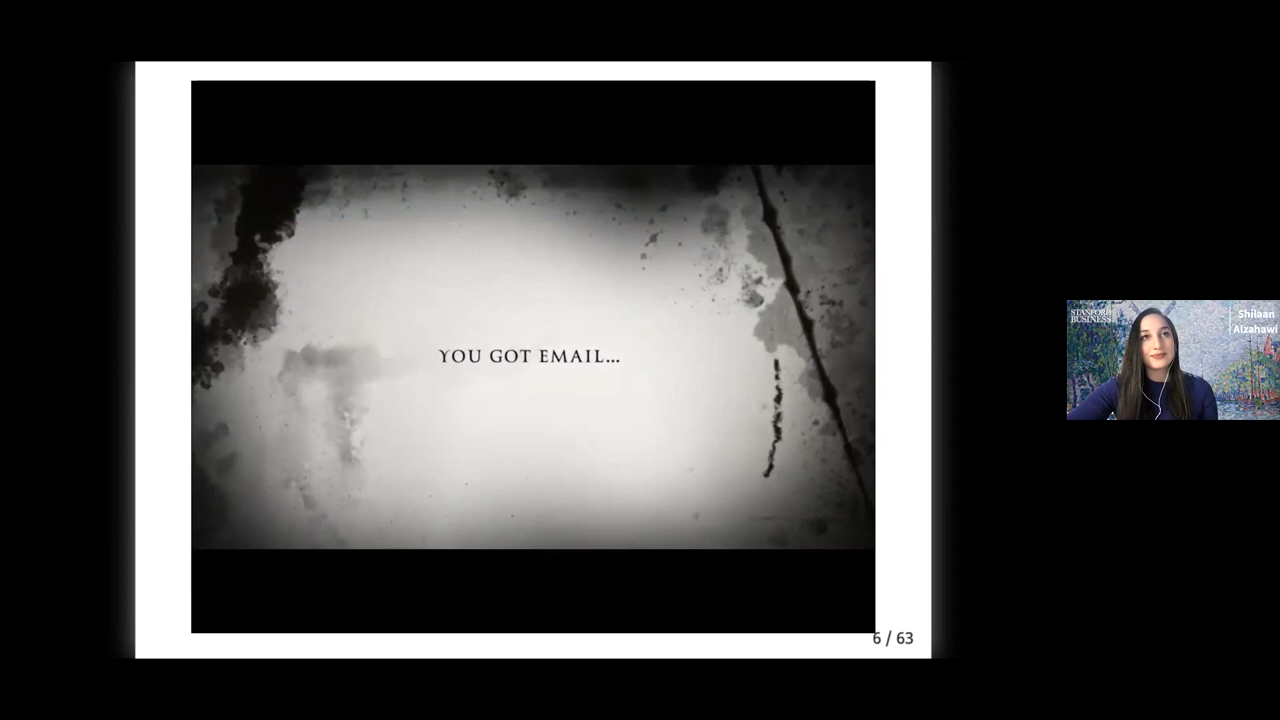 YOU GOT EMAIL...
6 / 63
STANFORD
BUSINESS
Shilaan
Alzahawi